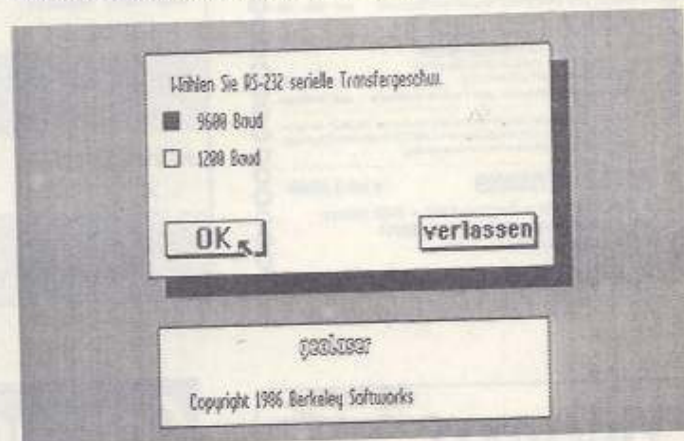 Wählen Sie RS-232 serielle Transfergeschw.
9600 Baud
1200 Baud
OK
verlassen
geolaser
Copyright 1986 Berkeley Softworks